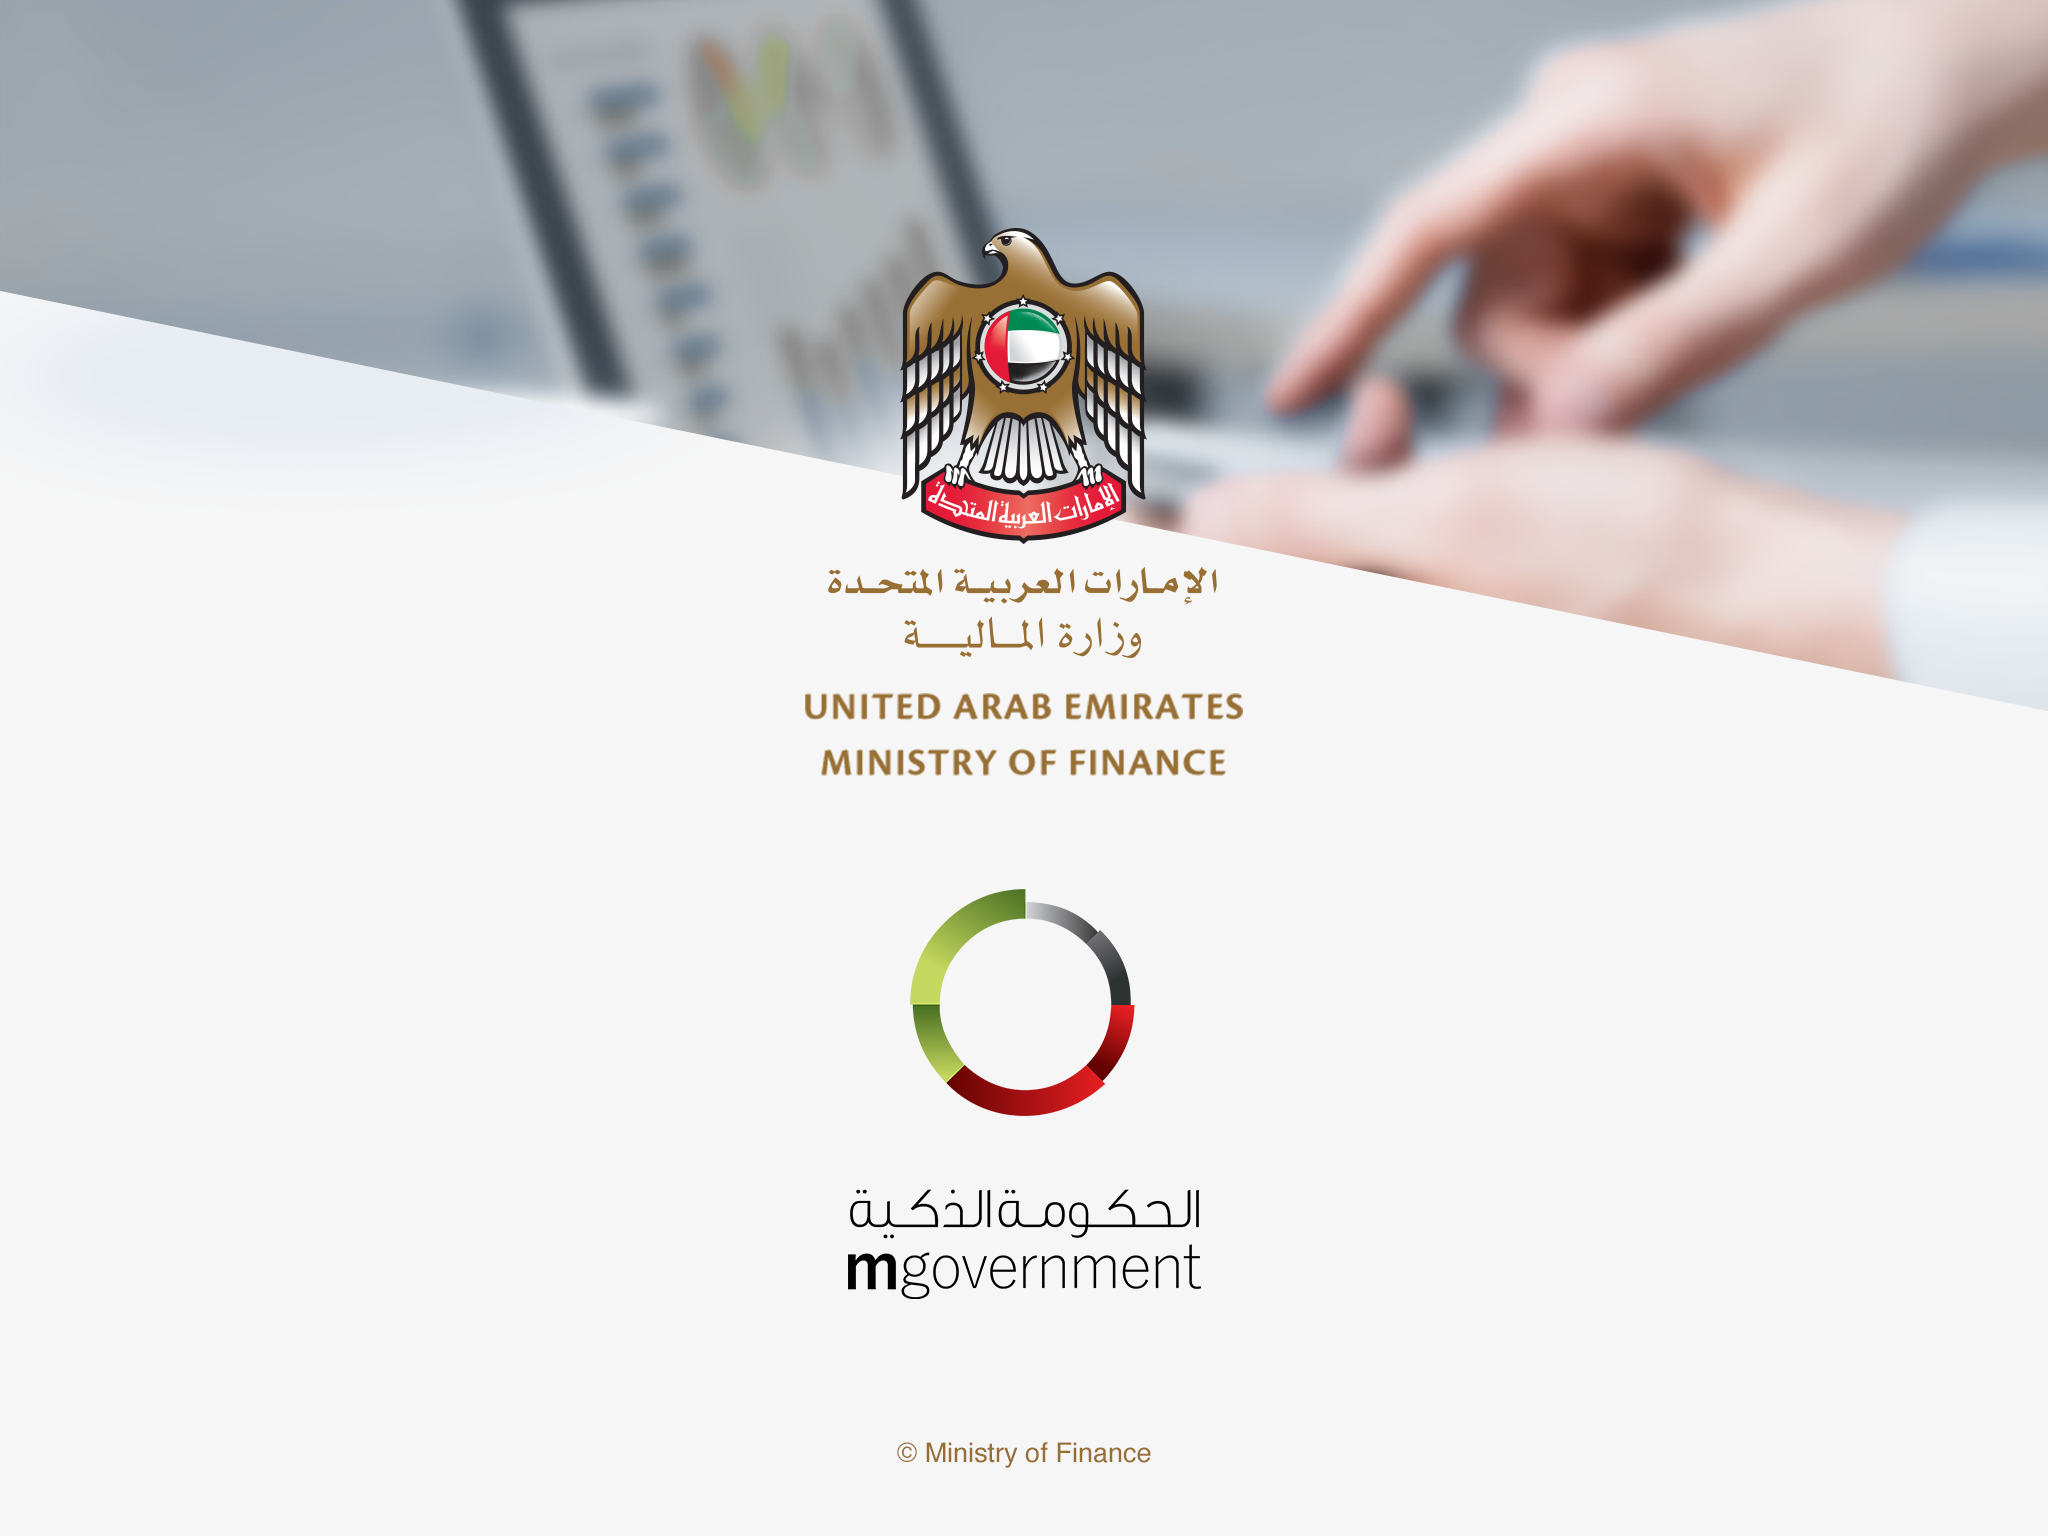 الإمارات العربية المتحدة
الإمارات العربية المتحدة
وزارة المالية
UNITED ARAB EMIRATES
MINISTRY OF FINANCE
الحكومة الذكية
mgovernment
© Ministry of Finance